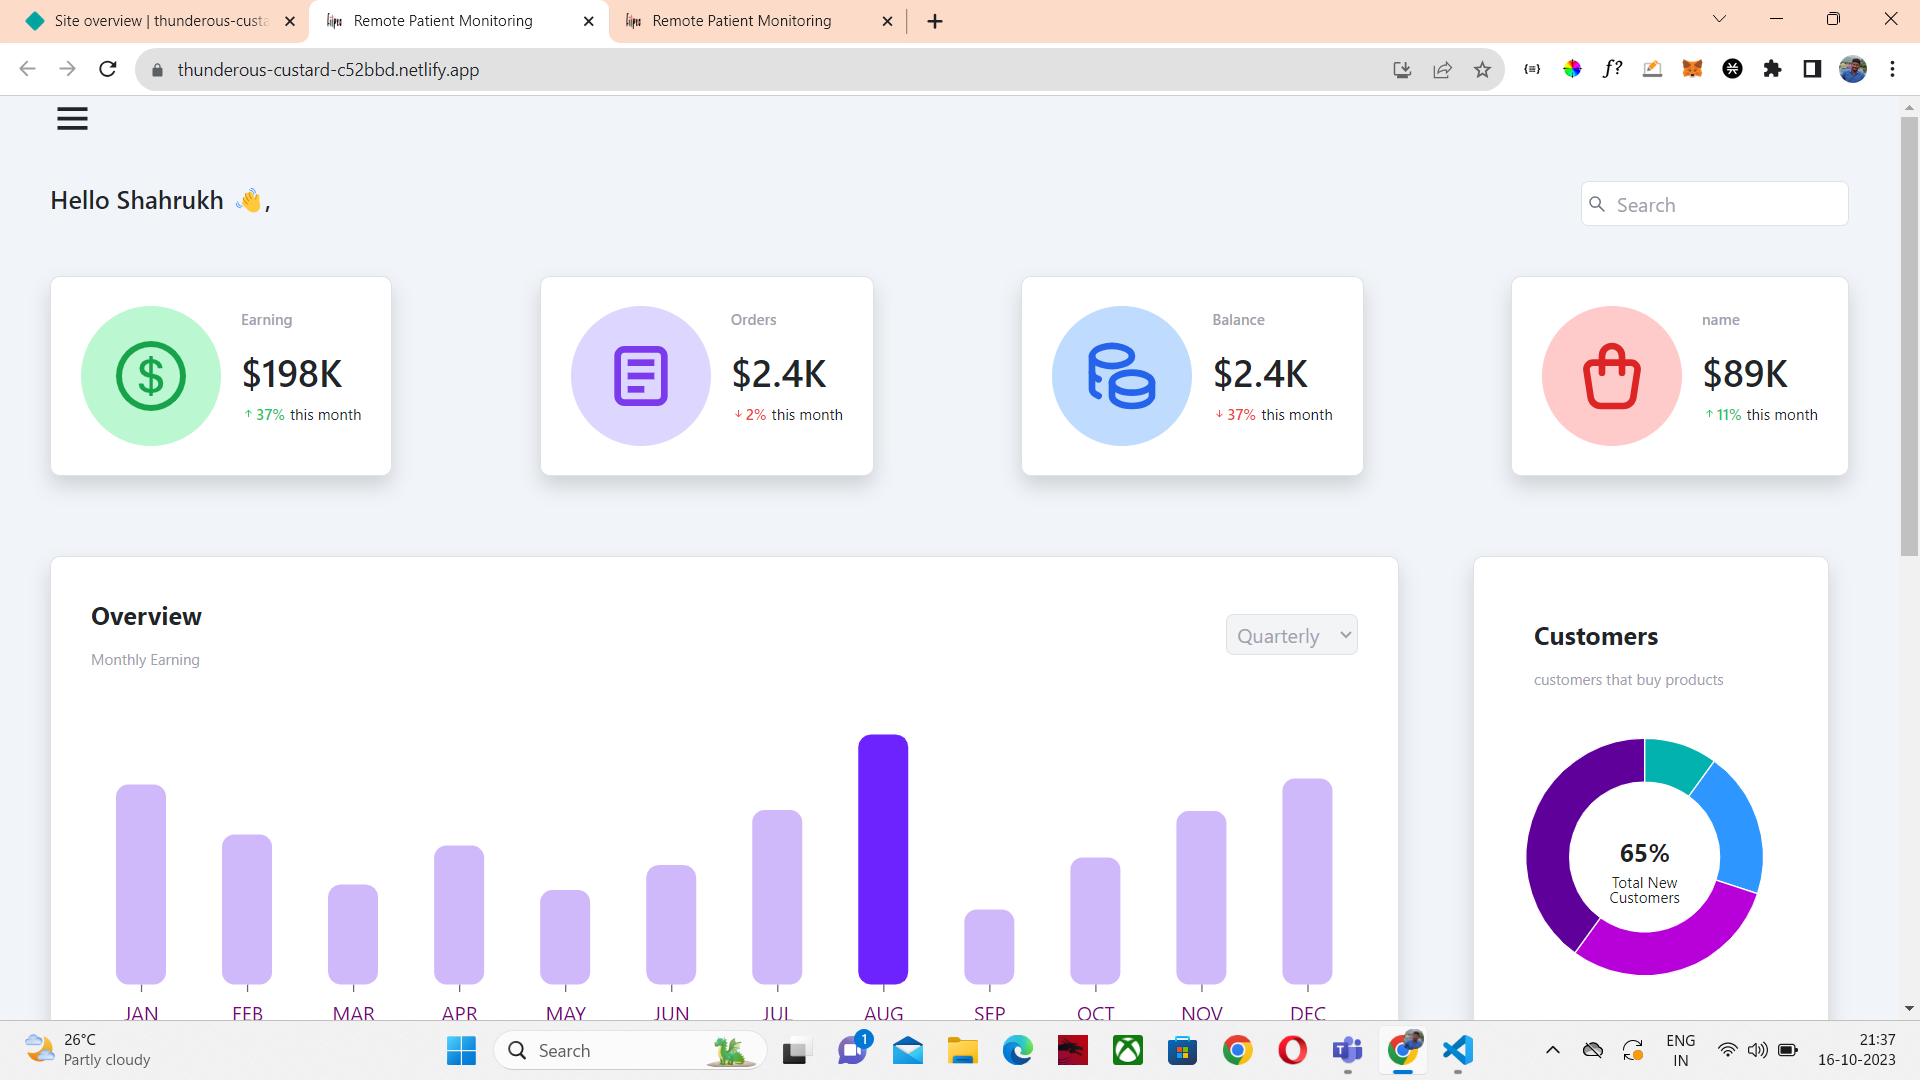 Site overview | thunderous-custa
Remote Patient Monitoring
Remote Patient Monitoring
thunderous-custard-c52bbd.netlify.app
f?
Hello Shahrukh 👋,
Search
Earning
$198K
↑ 37% this month
Orders
$2.4K
↓ 2% this month
Balance
$2.4K
↓ 37% this month
name
$89K
↑ 11% this month
Overview
Monthly Earning
Quarterly
JAN FEB MAR APR MAY JUN JUL AUG SEP OCT NOV DEC
Customers
customers that buy products
65%
Total New
Customers
26°C
Partly cloudy
Search
1
ENG
IN
21:37
16-10-2023